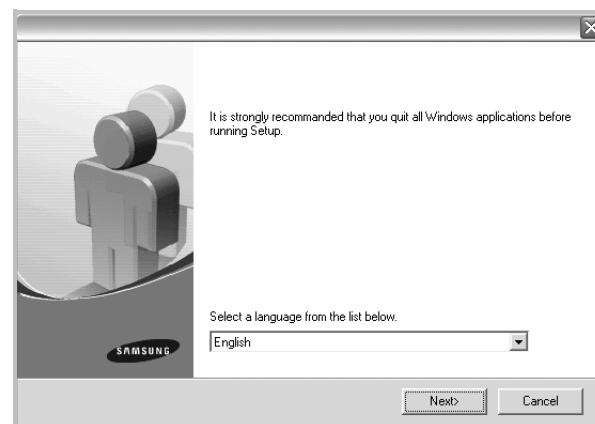 It is strongly recommanded that you quit all Windows applications before
running Setup.
Select a language from the list below.
English
SAMSUNG
Next>
Cancel